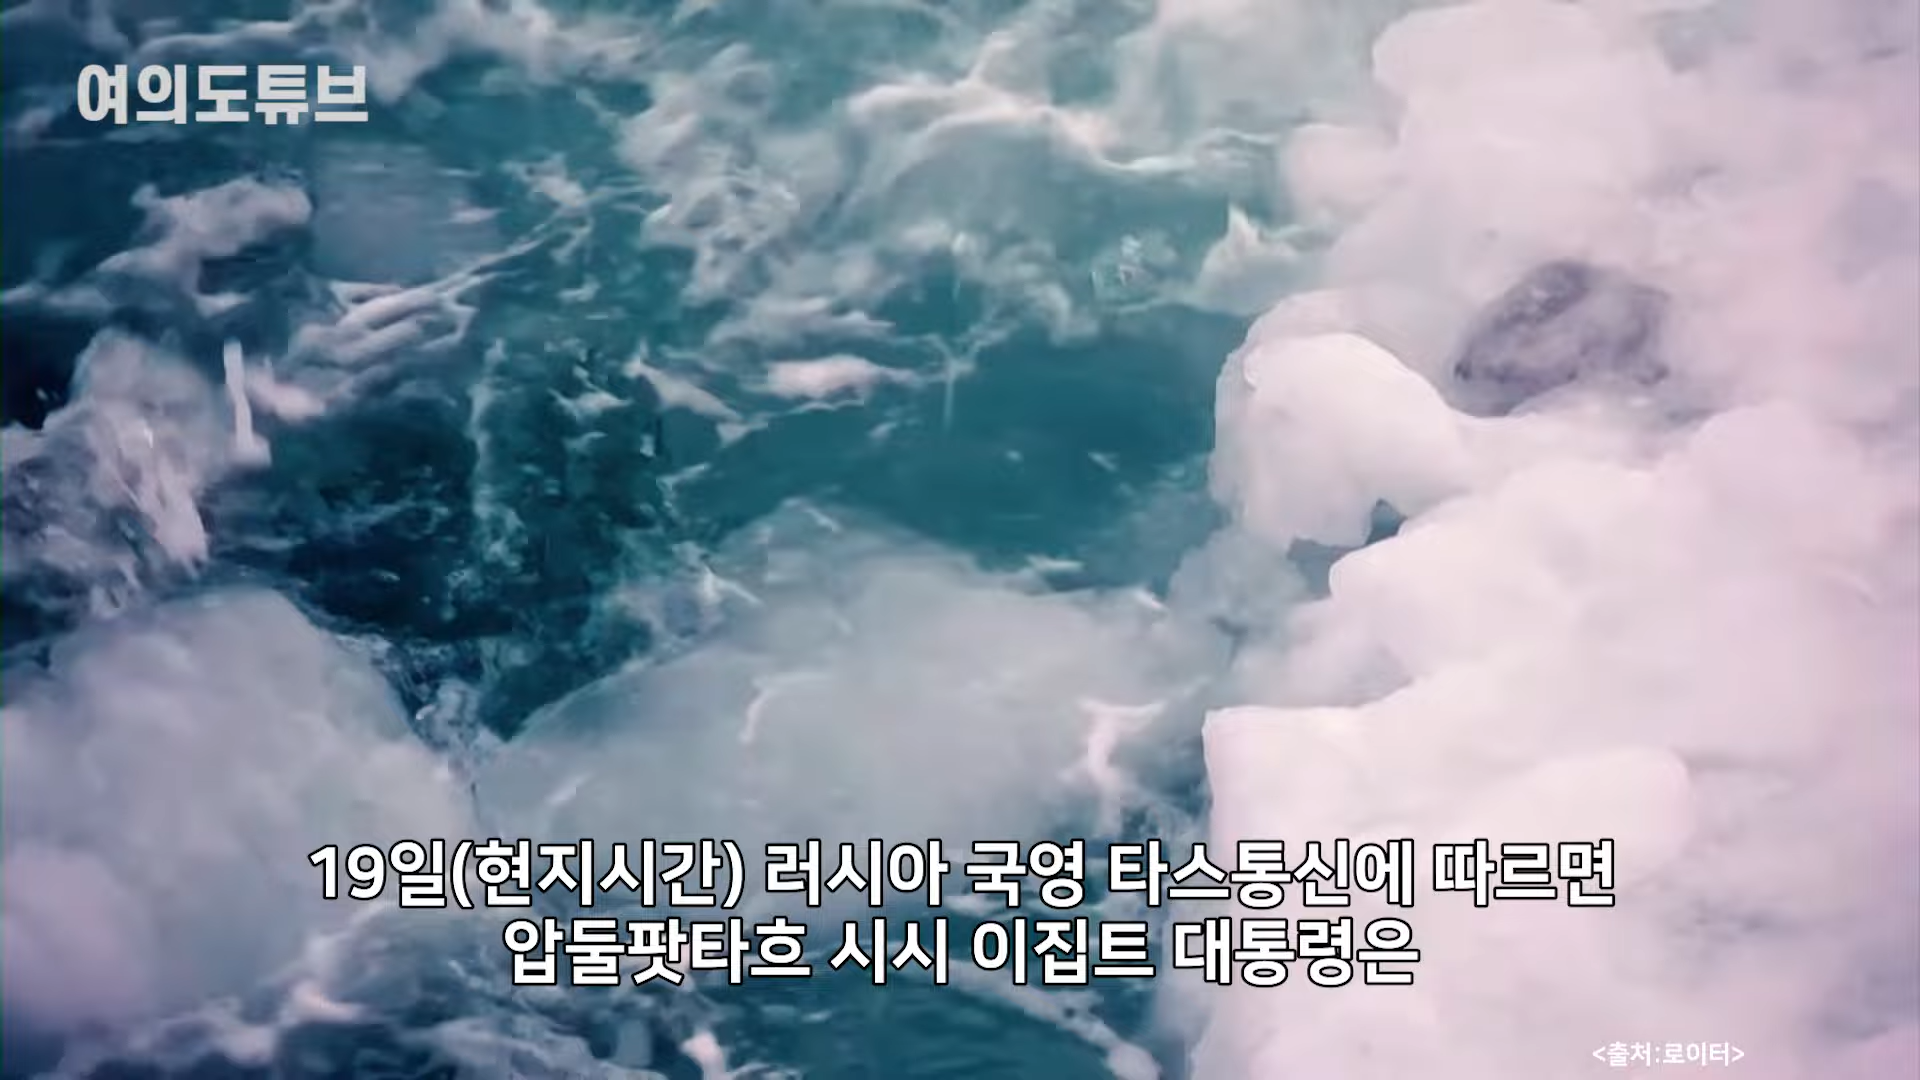 여의도튜브
19일(현지시간) 러시아 국영 타스통신에 따르면
압둘팟타흐 시시 이집트 대통령은
<출처:로이터>